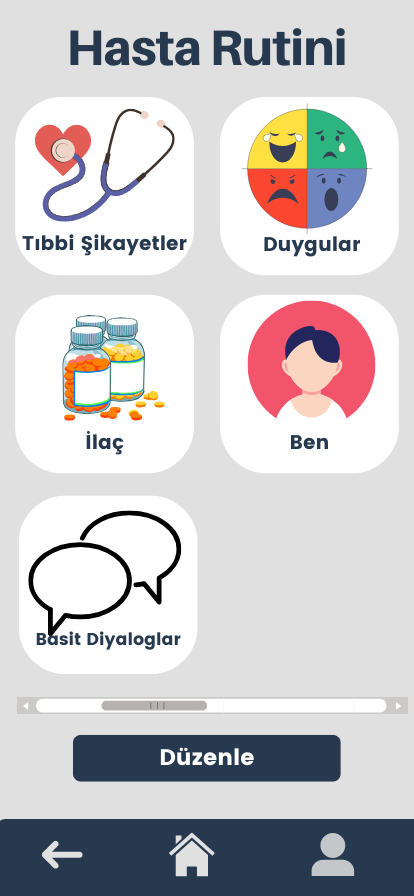 Hasta Rutini
Tıbbi Şikayetler
Duygular
İlaç
Ben
Basit Diyaloglar
Düzenle